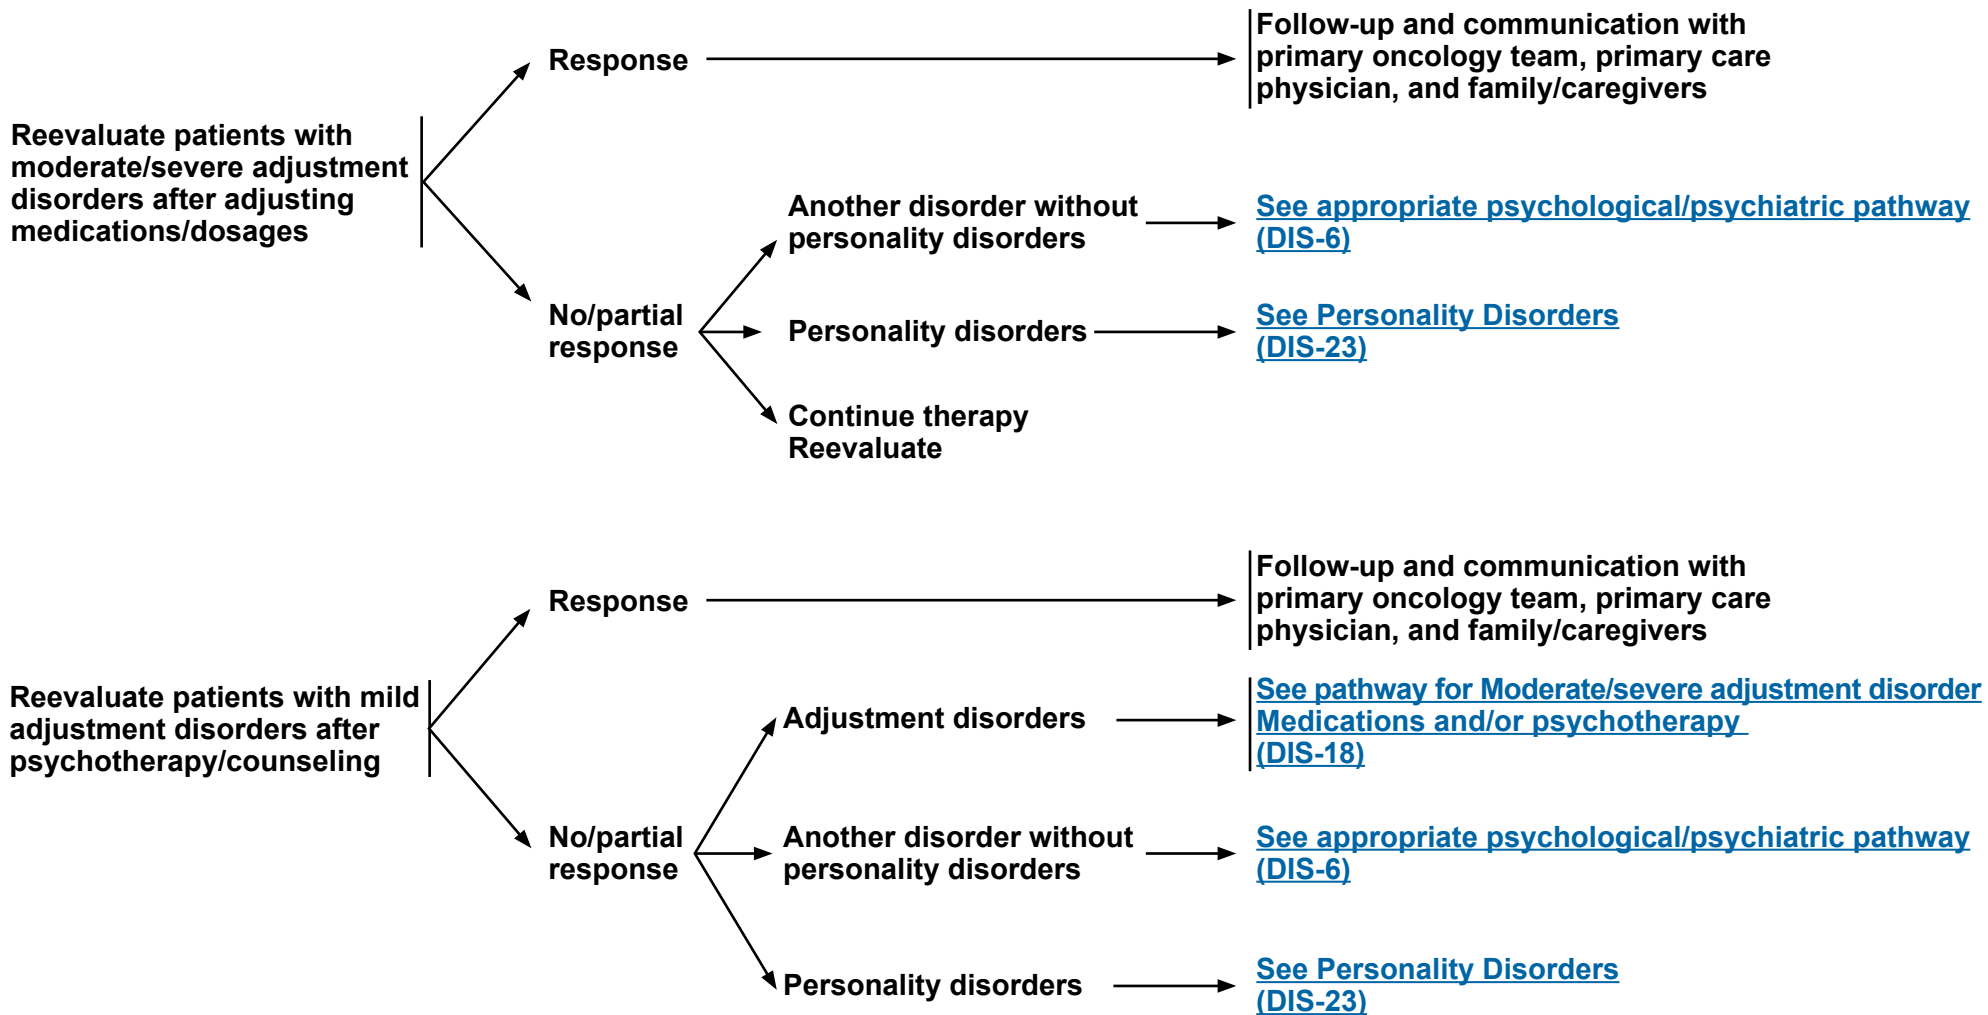 Reevaluate patients with
moderate/severe adjustment
disorders after adjusting
medications/dosages
Response
Follow-up and communication with
primary oncology team, primary care
physician, and family/caregivers
No/partial
response
Another disorder without
personality disorders
See appropriate psychological/psychiatric pathway
(DIS-6)
Personality disorders
See Personality Disorders
(DIS-23)
Continue therapy
Reevaluate
Reevaluate patients with mild
adjustment disorders after
psychotherapy/counseling
Response
Follow-up and communication with
primary oncology team, primary care
physician, and family/caregivers
No/partial
response
Adjustment disorders
See pathway for Moderate/severe adjustment disorder
Medications and/or psychotherapy
(DIS-18)
Another disorder without
personality disorders
See appropriate psychological/psychiatric pathway
(DIS-6)
Personality disorders
See Personality Disorders
(DIS-23)